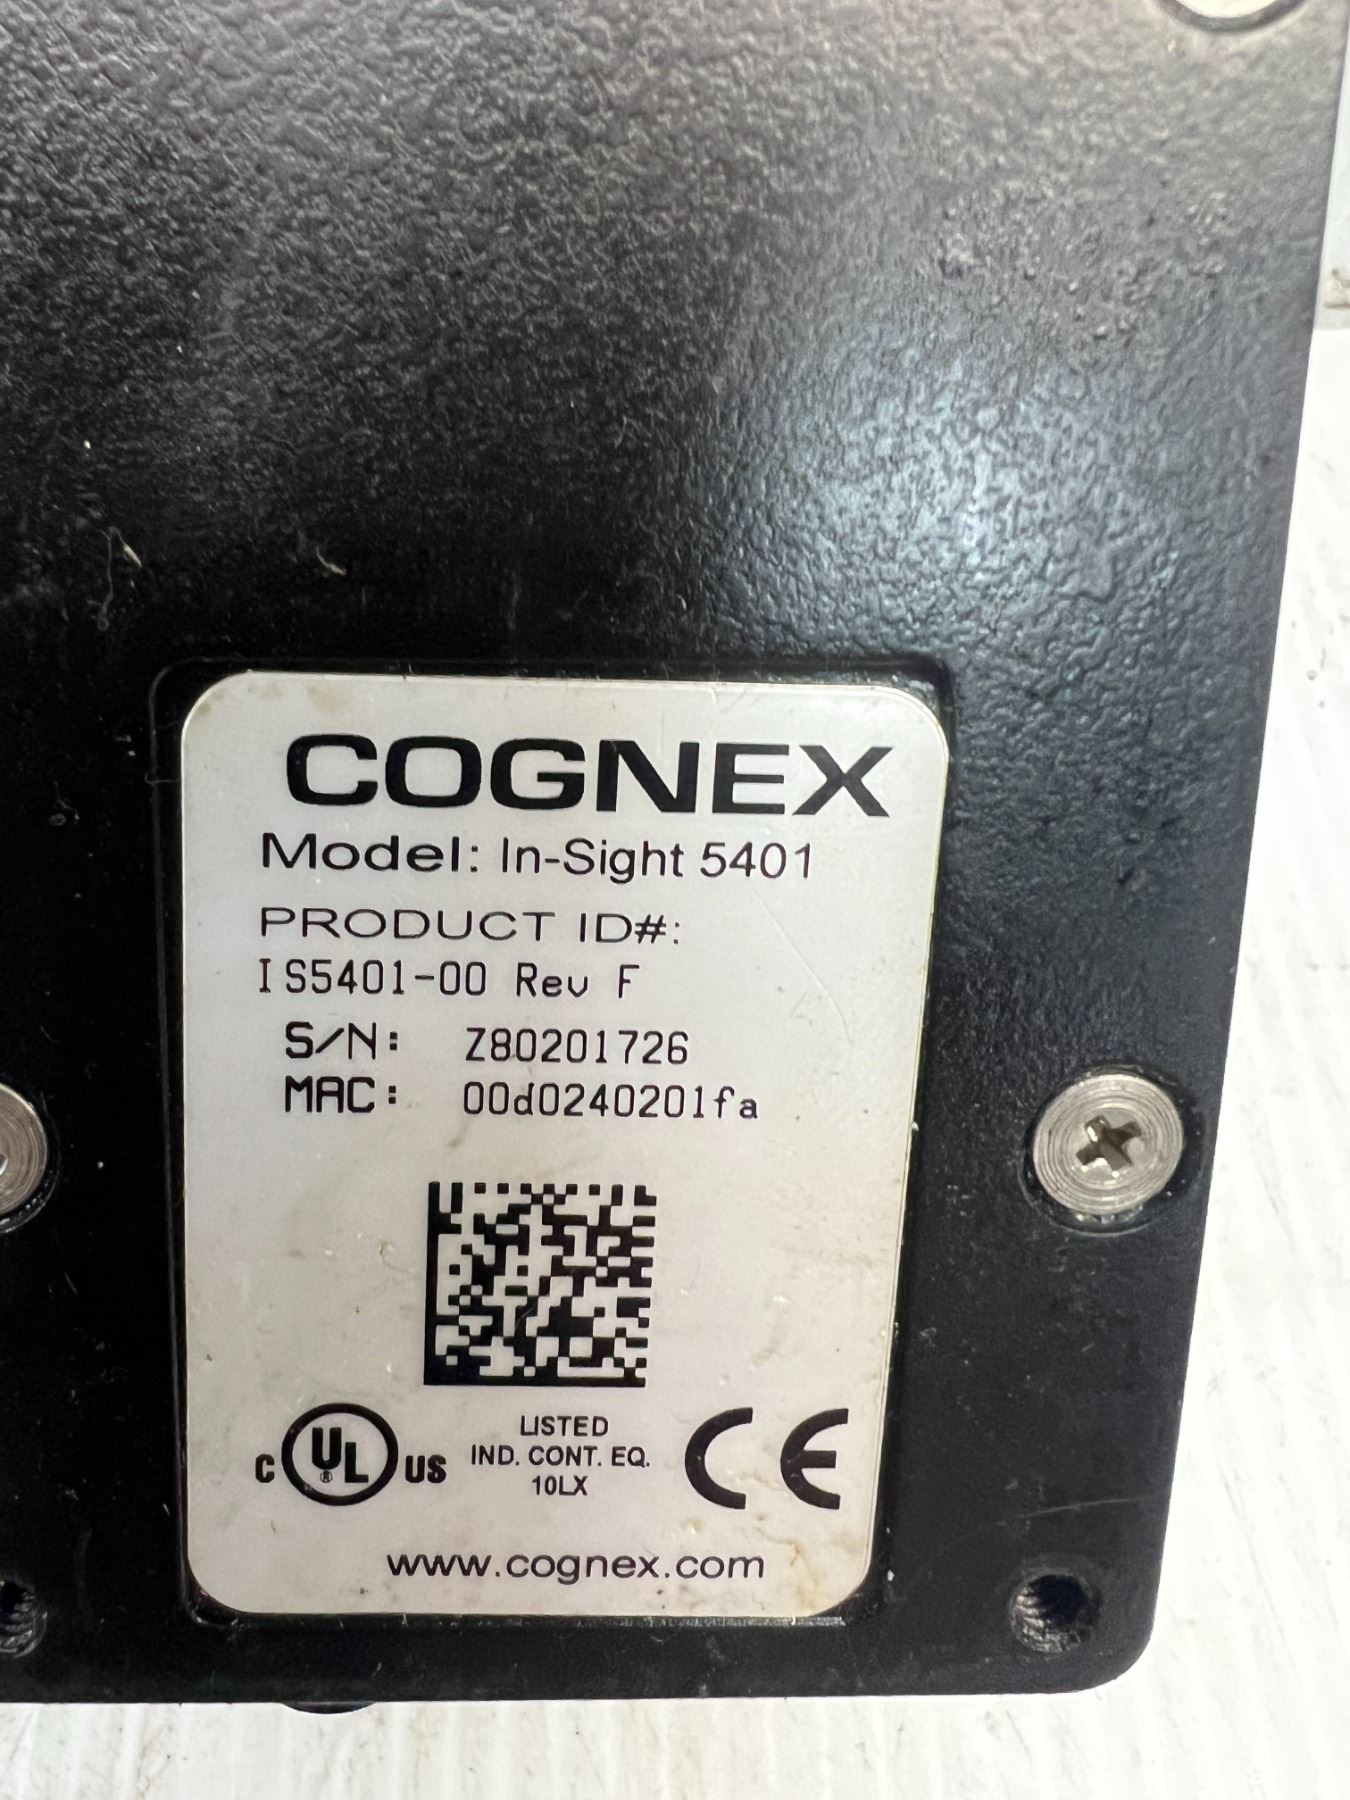 COGNEX
Model: In-Sight 5401
PRODUCT ID#:
IS5401-00 Rev F
S/N: Z80201726
MAC: 00d0240201fa
C UL® US
LISTED
IND. CONT. EQ.
10LX
CE
www.cognex.com